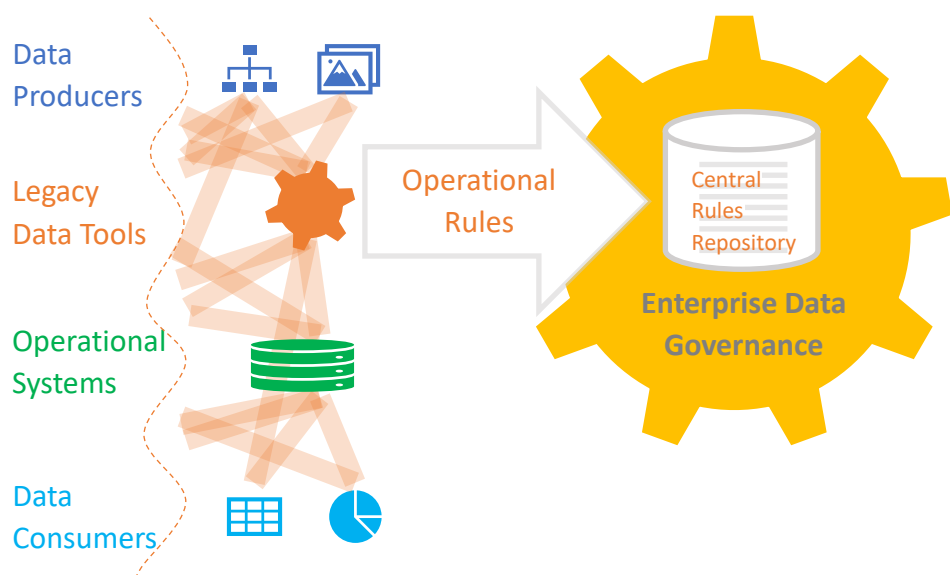 Data
Producers
Legacy
Data Tools
Operational
Systems
Data
Consumers
Operational
Rules
Central
Rules
Repository
Enterprise Data
Governance